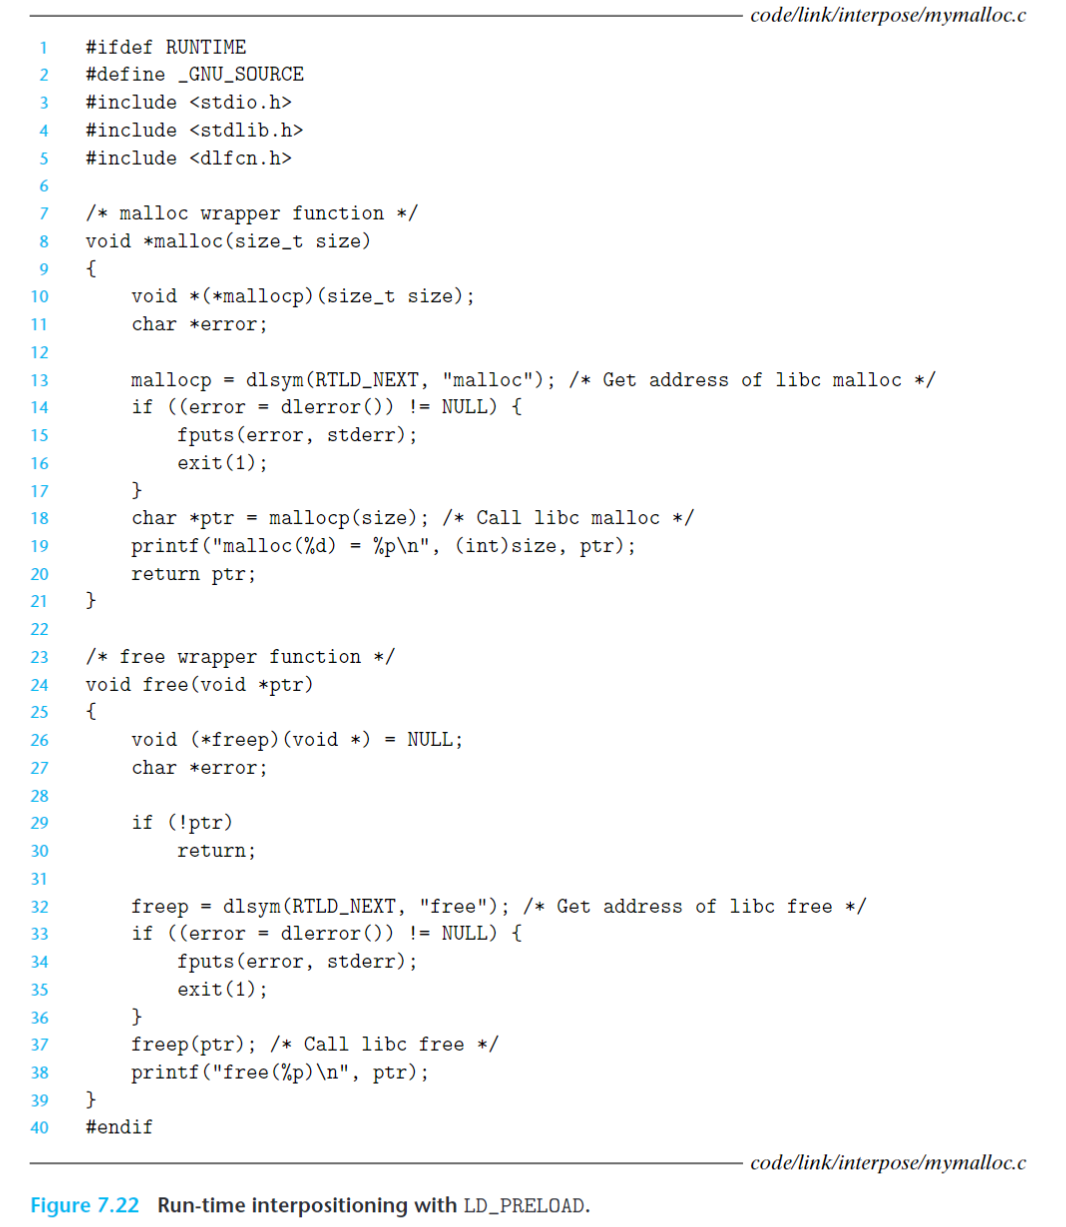 code/link/interpose/mymalloc.c
1 #ifdef RUNTIME
2 #define _GNU_SOURCE
3 #include <stdio.h>
4 #include <stdlib.h>
5 #include <dlfcn.h>
6
7 /* malloc wrapper function */
8 void *malloc(size_t size)
9 {
10     void *(*mallocp)(size_t size);
11     char *error;
12
13     mallocp = dlsym(RTLD_NEXT, "malloc"); /* Get address of libc malloc */
14     if ((error = dlerror()) != NULL) {
15         fputs(error, stderr);
16         exit(1);
17     }
18     char *ptr = mallocp(size); /* Call libc malloc */
19     printf("malloc(%d) = %p\n", (int)size, ptr);
20     return ptr;
21 }
22
23 /* free wrapper function */
24 void free(void *ptr)
25 {
26     void (*freep)(void *) = NULL;
27     char *error;
28
29     if (!ptr)
30         return;
31
32     freep = dlsym(RTLD_NEXT, "free"); /* Get address of libc free */
33     if ((error = dlerror()) != NULL) {
34         fputs(error, stderr);
35         exit(1);
36     }
37     freep(ptr); /* Call libc free */
38     printf("free(%p)\n", ptr);
39 }
40 #endif
code/link/interpose/mymalloc.c
Figure 7.22 Run-time interpositioning with LD_PRELOAD.